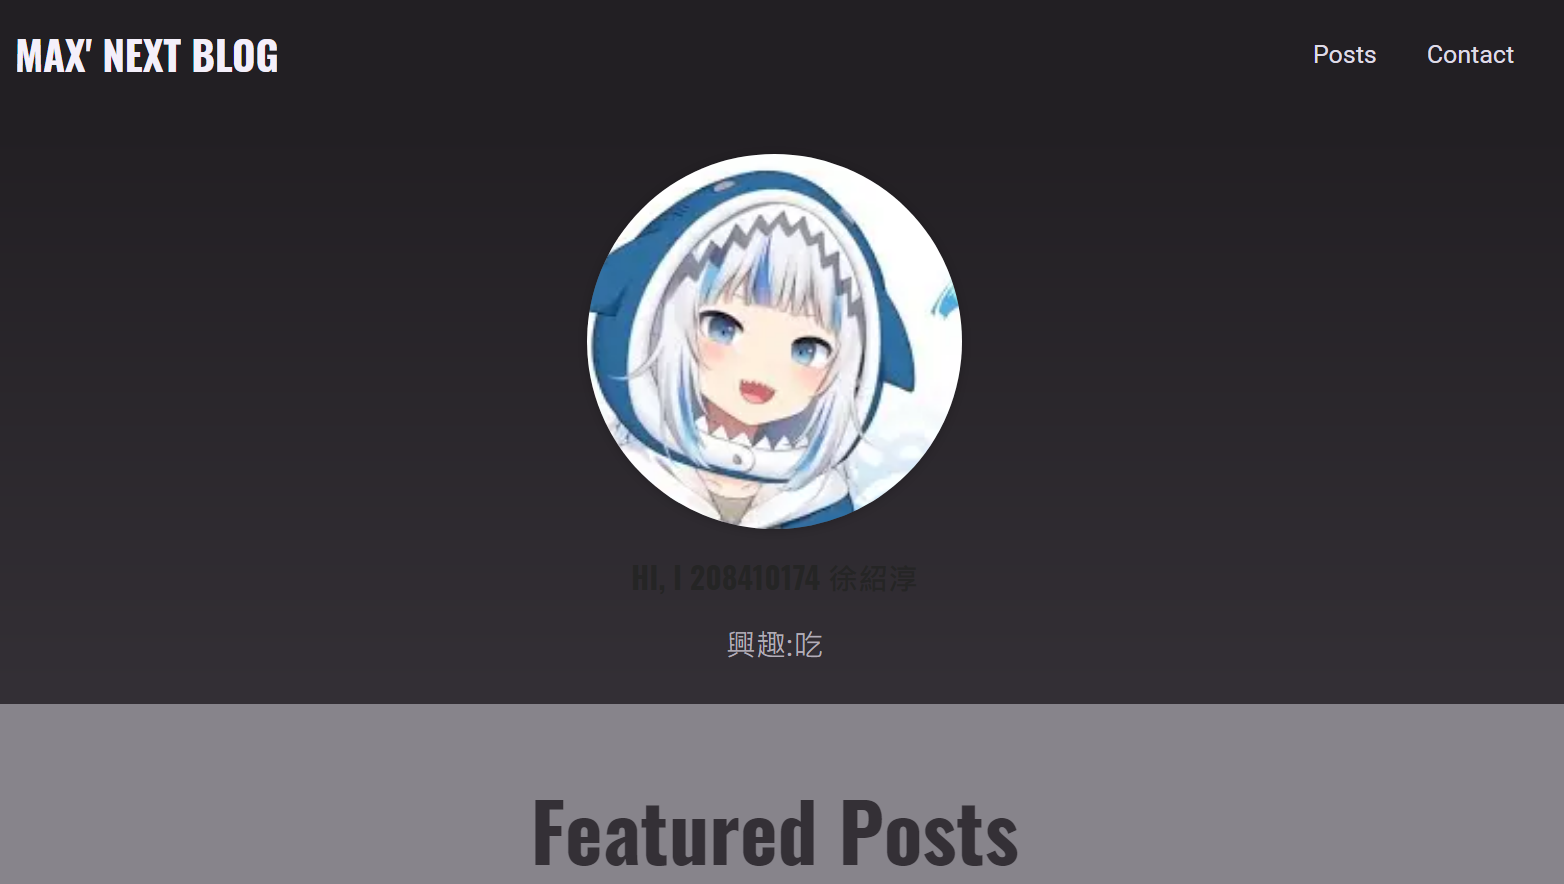 MAX' NEXT BLOG
Posts
Contact
HI, I 208410174 徐紹淳
興趣:吃
Featured Posts